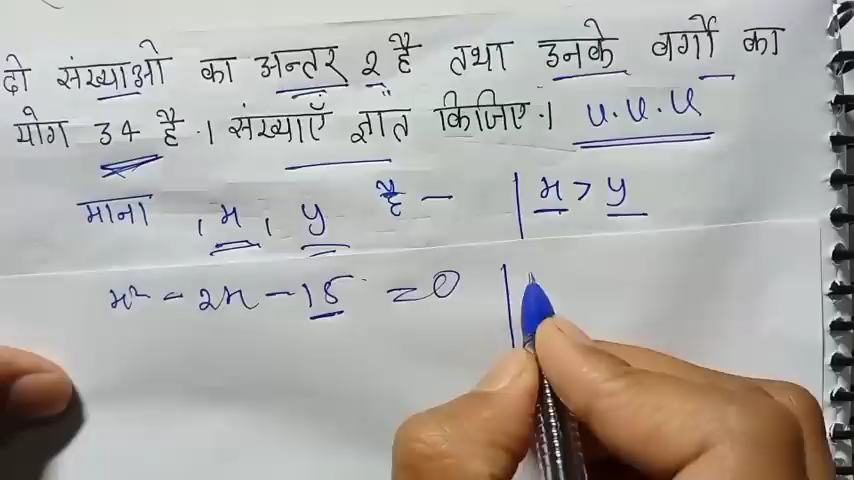 दो संख्याओ का अन्तर 2 है तथा उनके वर्गों का
योग 34 है । संख्याएँ ज्ञात किजिए । U.U.U
माना , x , y है – | x > y
x² - 2x - 15 = 0 |